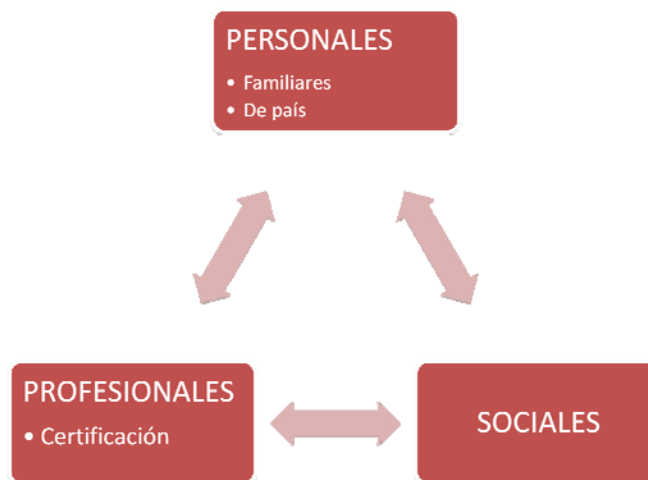 PERSONALES
• Familiares
• De país
PROFESIONALES
• Certificación
SOCIALES